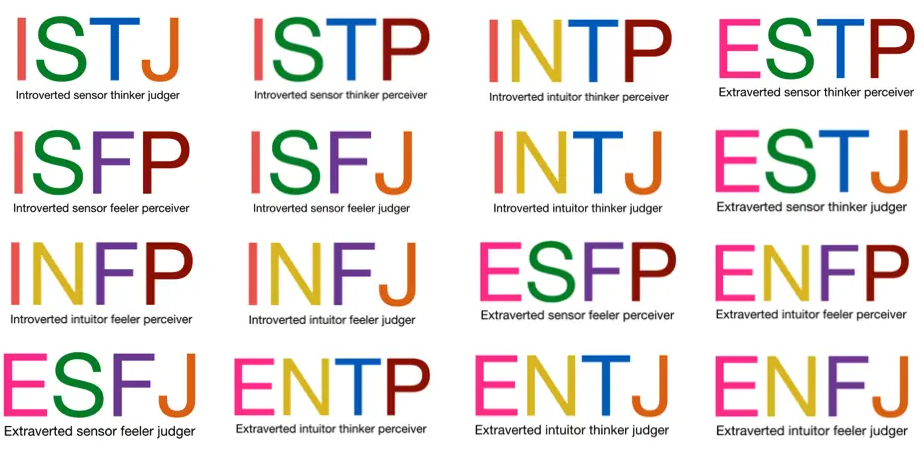 ISTJ
Introverted sensor thinker judger
ISTP
Introverted sensor thinker perceiver
INTP
Introverted intuitor thinker perceiver
ESTP
Extraverted sensor thinker perceiver
ISFP
Introverted sensor feeler perceiver
ISFJ
Introverted sensor feeler judger
INTJ
Introverted intuitor thinker judger
ESTJ
Extraverted sensor thinker judger
INFP
Introverted intuitor feeler perceiver
INFJ
Introverted intuitor feeler judger
ESFP
Extraverted sensor feeler perceiver
ENFP
Extraverted intuitor feeler perceiver
ESFJ
Extraverted sensor feeler judger
ENTP
Extraverted intuitor thinker perceiver
ENTJ
Extraverted intuitor thinker judger
ENFJ
Extraverted intuitor feeler judger